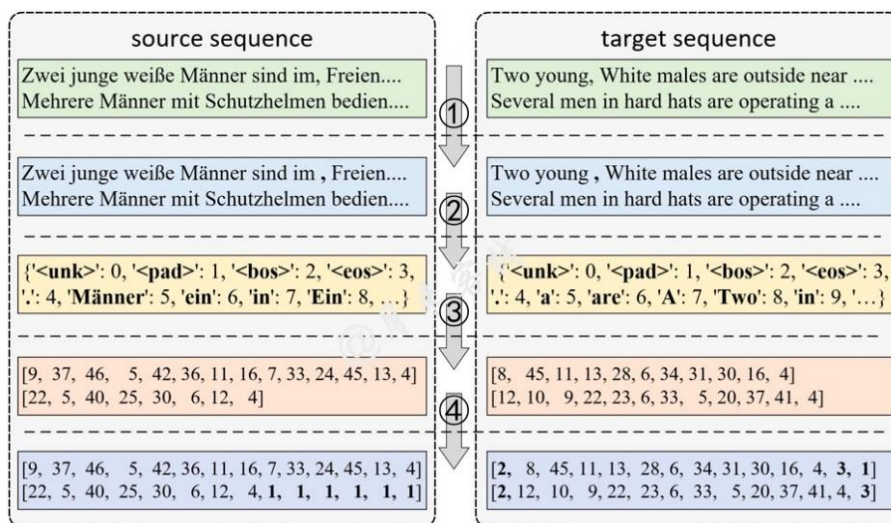 source sequence
Zwei junge weiße Männer sind im, Freien....
Mehrere Männer mit Schutzhelmen bedien....
Zwei junge weiße Männer sind im , Freien....
Mehrere Männer mit Schutzhelmen bedien....
{'<unk>': 0, '<pad>': 1, '<bos>': 2, '<eos>': 3,
'.': 4, 'Männer': 5, 'ein': 6, 'in': 7, 'Ein': 8, ...}
[9, 37, 46, 5, 42, 36, 11, 16, 7, 33, 24, 45, 13, 4]
[22, 5, 40, 25, 30, 6, 12, 4]
[9, 37, 46, 5, 42, 36, 11, 16, 7, 33, 24, 45, 13, 4]
[22, 5, 40, 25, 30, 6, 12, 4, 1, 1, 1, 1, 1, 1]
①
②
③
④
target sequence
Two young, White males are outside near ....
Several men in hard hats are operating a ....
Two young , White males are outside near ....
Several men in hard hats are operating a ....
{'<unk>': 0, '<pad>': 1, '<bos>': 2, '<eos>': 3,
'.': 4, 'a': 5, 'are': 6, 'A': 7, 'Two': 8, 'in': 9, '...}
[8, 45, 11, 13, 28, 6, 34, 31, 30, 16, 4]
[12, 10, 9, 22, 23, 6, 33, 5, 20, 37, 41, 4]
[2, 8, 45, 11, 13, 28, 6, 34, 31, 30, 16, 4, 3, 1]
[2, 12, 10, 9, 22, 23, 6, 33, 5, 20, 37, 41, 4, 3]